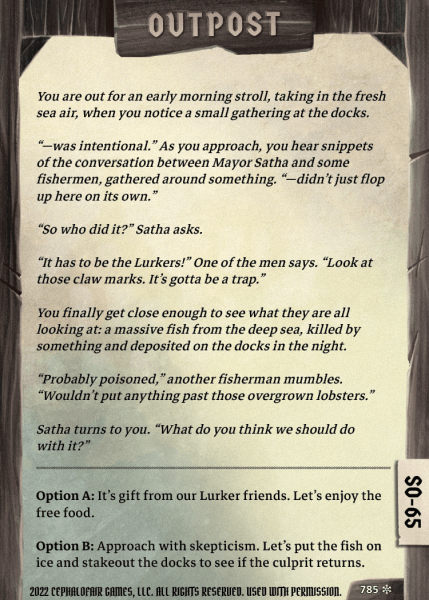 OUTPOST
You are out for an early morning stroll, taking in the fresh
sea air, when you notice a small gathering at the docks.
“—was intentional.” As you approach, you hear snippets
of the conversation between Mayor Satha and some
fishermen, gathered around something. “—didn’t just flop
up here on its own.”
“So who did it?” Satha asks.
“It has to be the Lurkers!” One of the men says. “Look at
those claw marks. It’s gotta be a trap.”
You finally get close enough to see what they are all
looking at: a massive fish from the deep sea, killed by
something and deposited on the docks in the night.
“Probably poisoned,” another fisherman mumbles.
“Wouldn’t put anything past those overgrown lobsters.”
Satha turns to you. “What do you think we should do
with it?”
Option A: It’s gift from our Lurker friends. Let’s enjoy the
free food.
Option B: Approach with skepticism. Let’s put the fish on
ice and stakeout the docks to see if the culprit returns.
SO-65
2022 CEPHALOFAIR GAMES, LLC. ALL RIGHTS RESERVED. USED WITH PERMISSION.
785